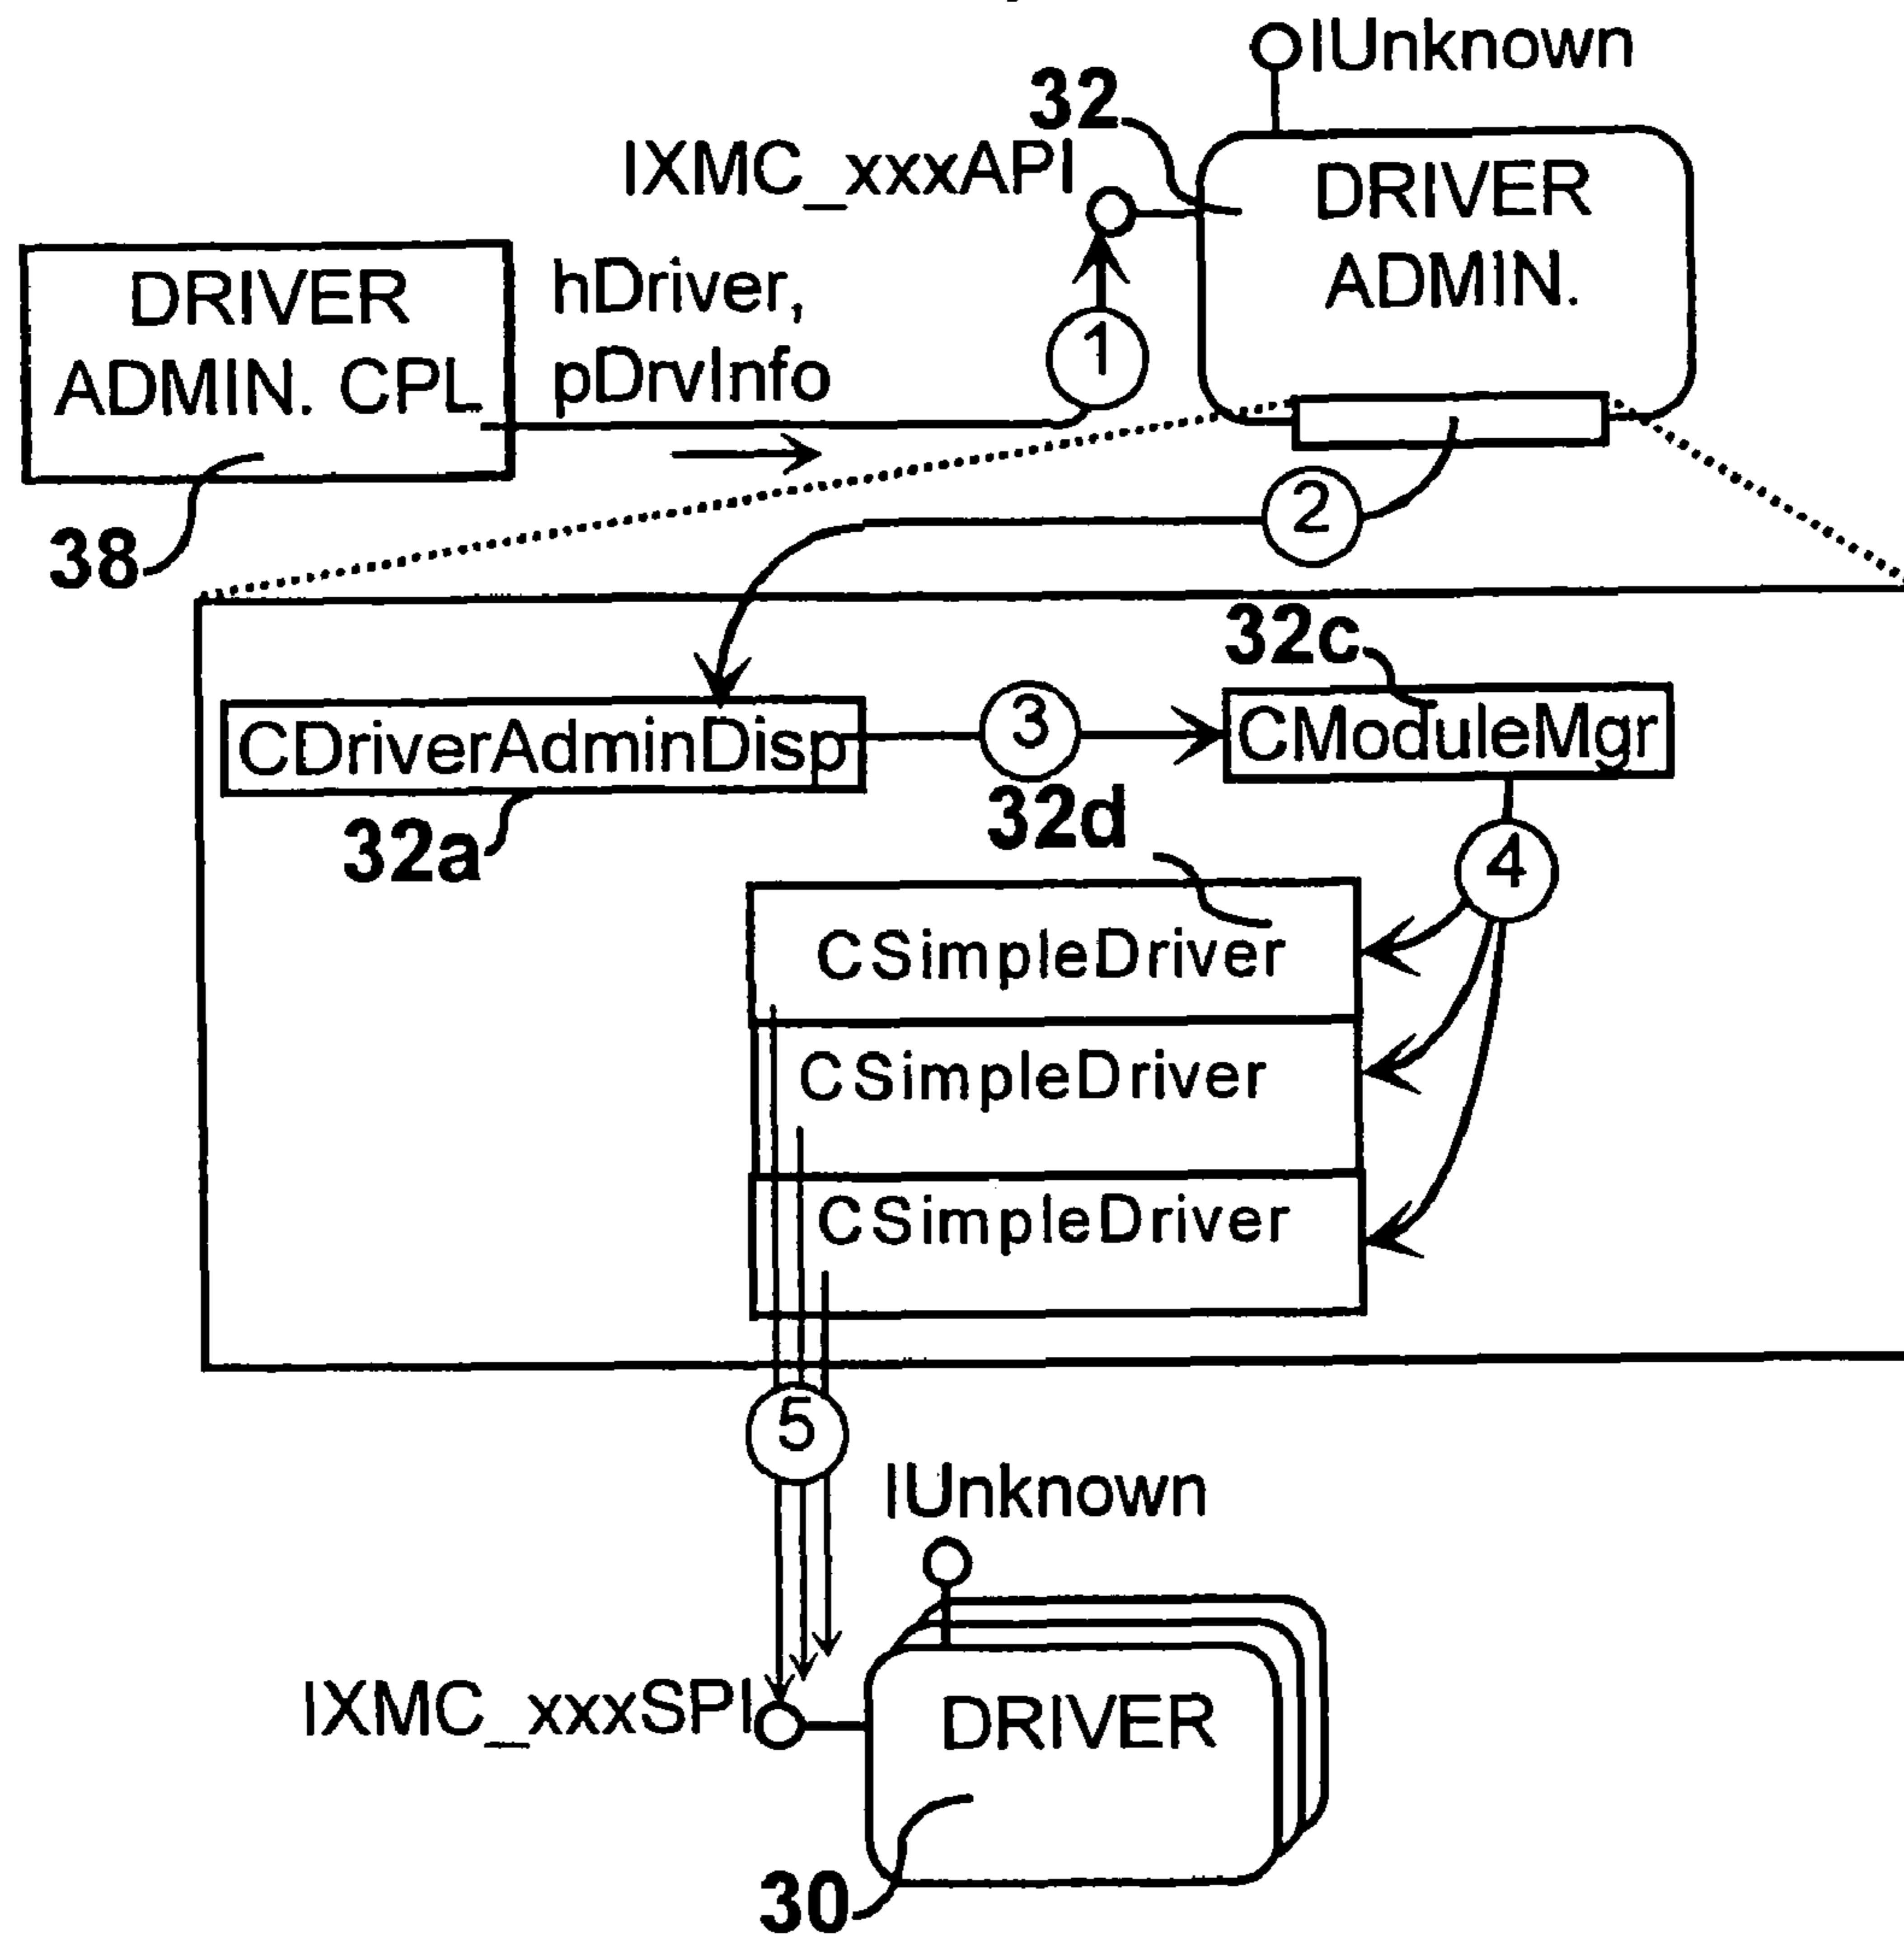 IUnknown
32
IXMC_xxxAPI
DRIVER
ADMIN.
DRIVER
ADMIN. CPL
hDriver,
pDrvInfo
1
38
2
32c
CDriverAdminDisp
3
CModuleMgr
32a
32d
4
CSimpleDriver
CSimpleDriver
CSimpleDriver
5
IUnknown
IXMC_xxxSPI
DRIVER
30